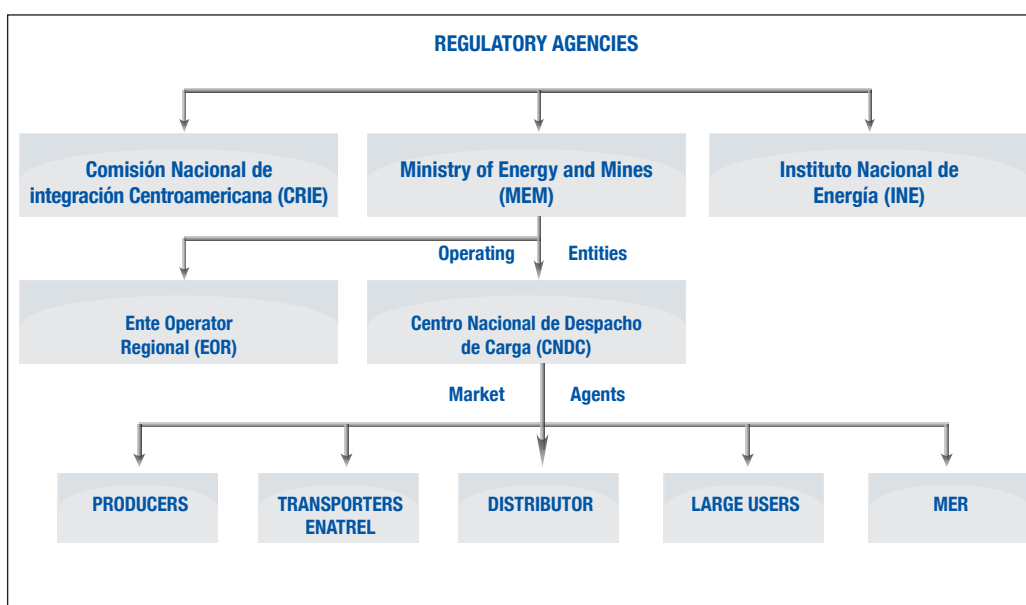 REGULATORY AGENCIES
Comisión Nacional de
integración Centroamericana (CRIE)
Ministry of Energy and Mines
(MEM)
Instituto Nacional de
Energía (INE)
Operating Entities
Ente Operator
Regional (EOR)
Centro Nacional de Despacho
de Carga (CNDC)
Market Agents
PRODUCERS
TRANSPORTERS
ENATREL
DISTRIBUTOR
LARGE USERS
MER